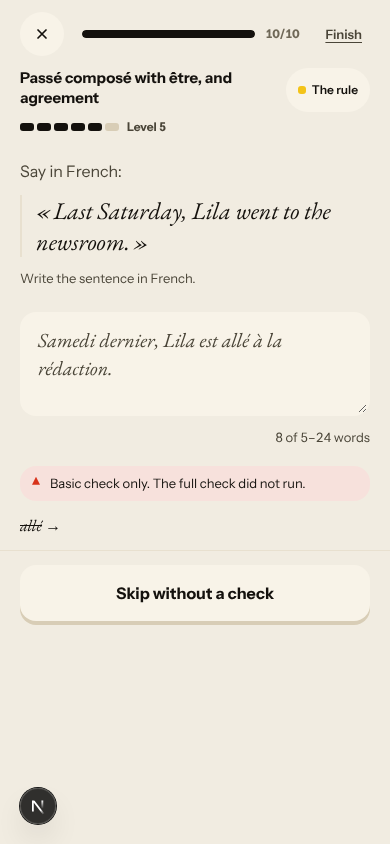 ✕
10/10
Finish
Passé composé with être, and
agreement
The rule
Level 5
Say in French:
« Last Saturday, Lila went to the
newsroom. »
Write the sentence in French.
Samedi dernier, Lila est allé à la
rédaction.
8 of 5–24 words
Basic check only. The full check did not run.
allé →
Skip without a check
N